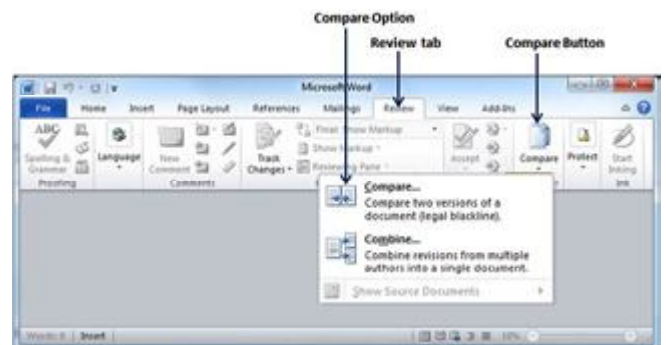 Compare Option
Review tab
Compare Button
Microsoft Word
File Home Insert Page Layout References Mailings Review View Add-Ins
ABC
Spelling & Grammar
Language
New Comment
Track Changes
Final: Show Markup
Show Markup
Reviewing Pane
Accept
Compare
Protect
Start Inking
Proofing
Comments
Ink
Compare...
Compare two versions of a
document (legal blackline).
Combine...
Combine revisions from multiple
authors into a single document.
Show Source Documents
Words: 0 Insert